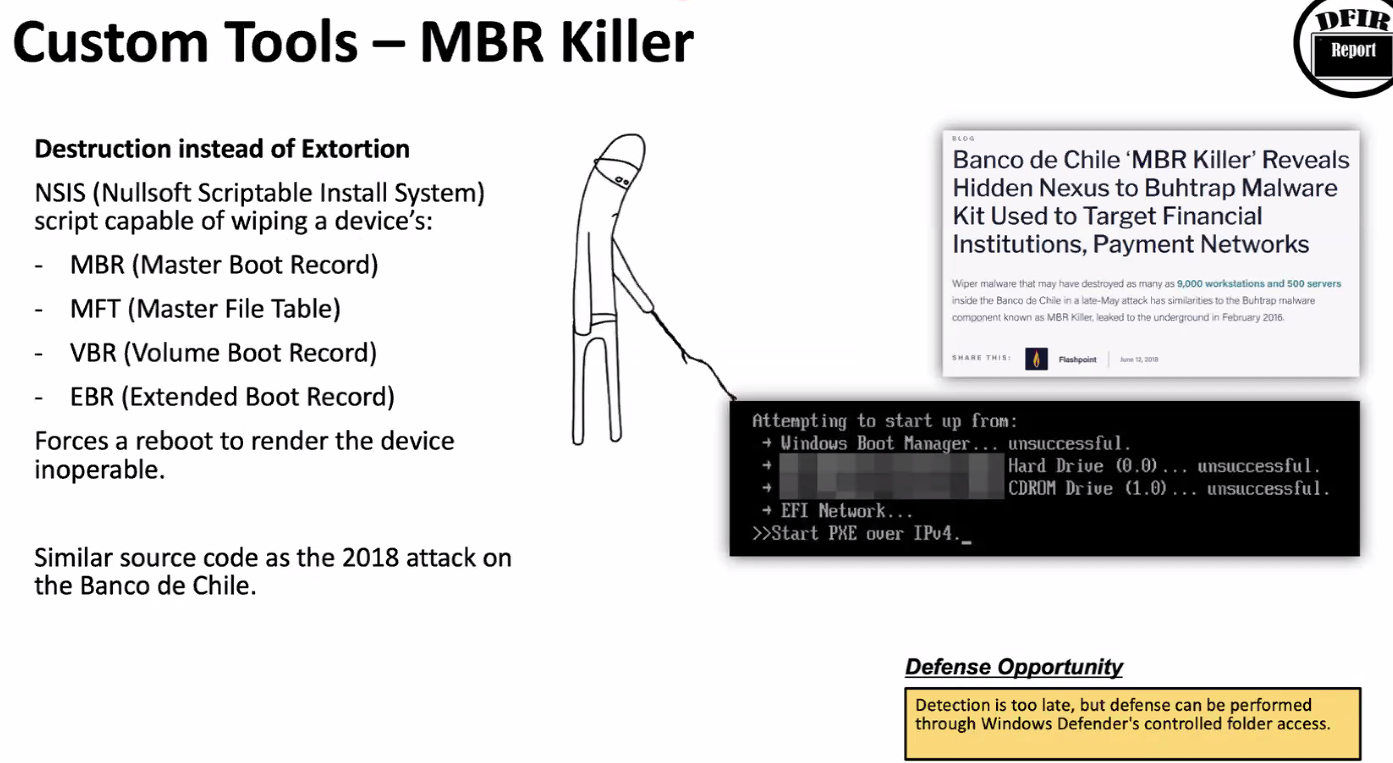 Custom Tools – MBR Killer
DFIR
Report
Destruction instead of Extortion
NSIS (Nullsoft Scriptable Install System)
script capable of wiping a device’s:
- MBR (Master Boot Record)
- MFT (Master File Table)
- VBR (Volume Boot Record)
- EBR (Extended Boot Record)
Forces a reboot to render the device
inoperable.
Similar source code as the 2018 attack on
the Banco de Chile.
BLOG
Banco de Chile ‘MBR Killer’ Reveals
Hidden Nexus to Buhtrap Malware
Kit Used to Target Financial
Institutions, Payment Networks
Wiper malware that may have destroyed as many as 9,000 workstations and 500 servers
inside the Banco de Chile in a late-May attack has similarities to the Buhtrap malware
component known as MBR Killer, leaked to the underground in February 2016.
SHARE THIS: Flashpoint June 12, 2018
Attempting to start up from:
→ Windows Boot Manager... unsuccessful.
→ Hard Drive (0,0)... unsuccessful.
→ CDROM Drive (1,0)... unsuccessful.
→ EFI Network...
>>Start PXE over IPv4._
Defense Opportunity
Detection is too late, but defense can be performed
through Windows Defender's controlled folder access.